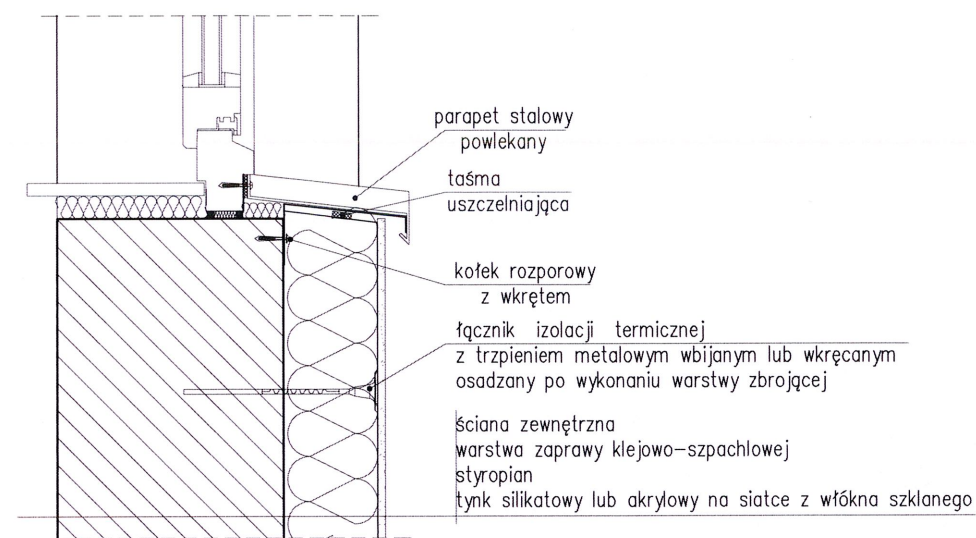 parapet stalowy
powlekany
taśma
uszczelniająca
kołek rozporowy
z wkrętem
łącznik izolacji termicznej
z trzpieniem metalowym wbijanym lub wkręcanym
osadzany po wykonaniu warstwy zbrojącej
ściana zewnętrzna
warstwa zaprawy klejowo-szpachlowej
styropian
tynk silikatowy lub akrylowy na siatce z włókna szklanego